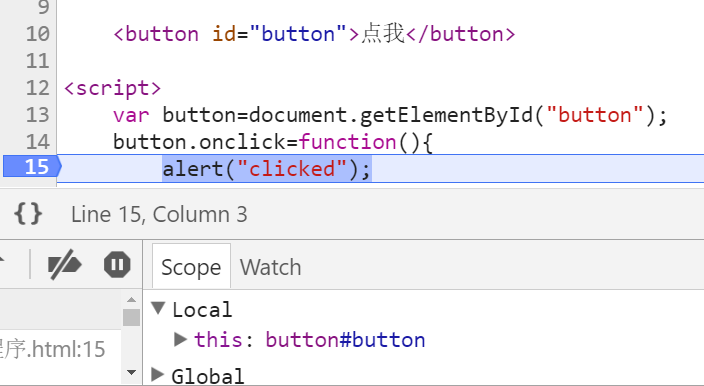 9
10 <button id="button">点我</button>
11
12 <script>
13 var button=document.getElementById("button");
14 button.onclick=function(){
15 alert("clicked");
{} Line 15, Column 3
Scope Watch
Local
this: button#button
序.html:15
Global